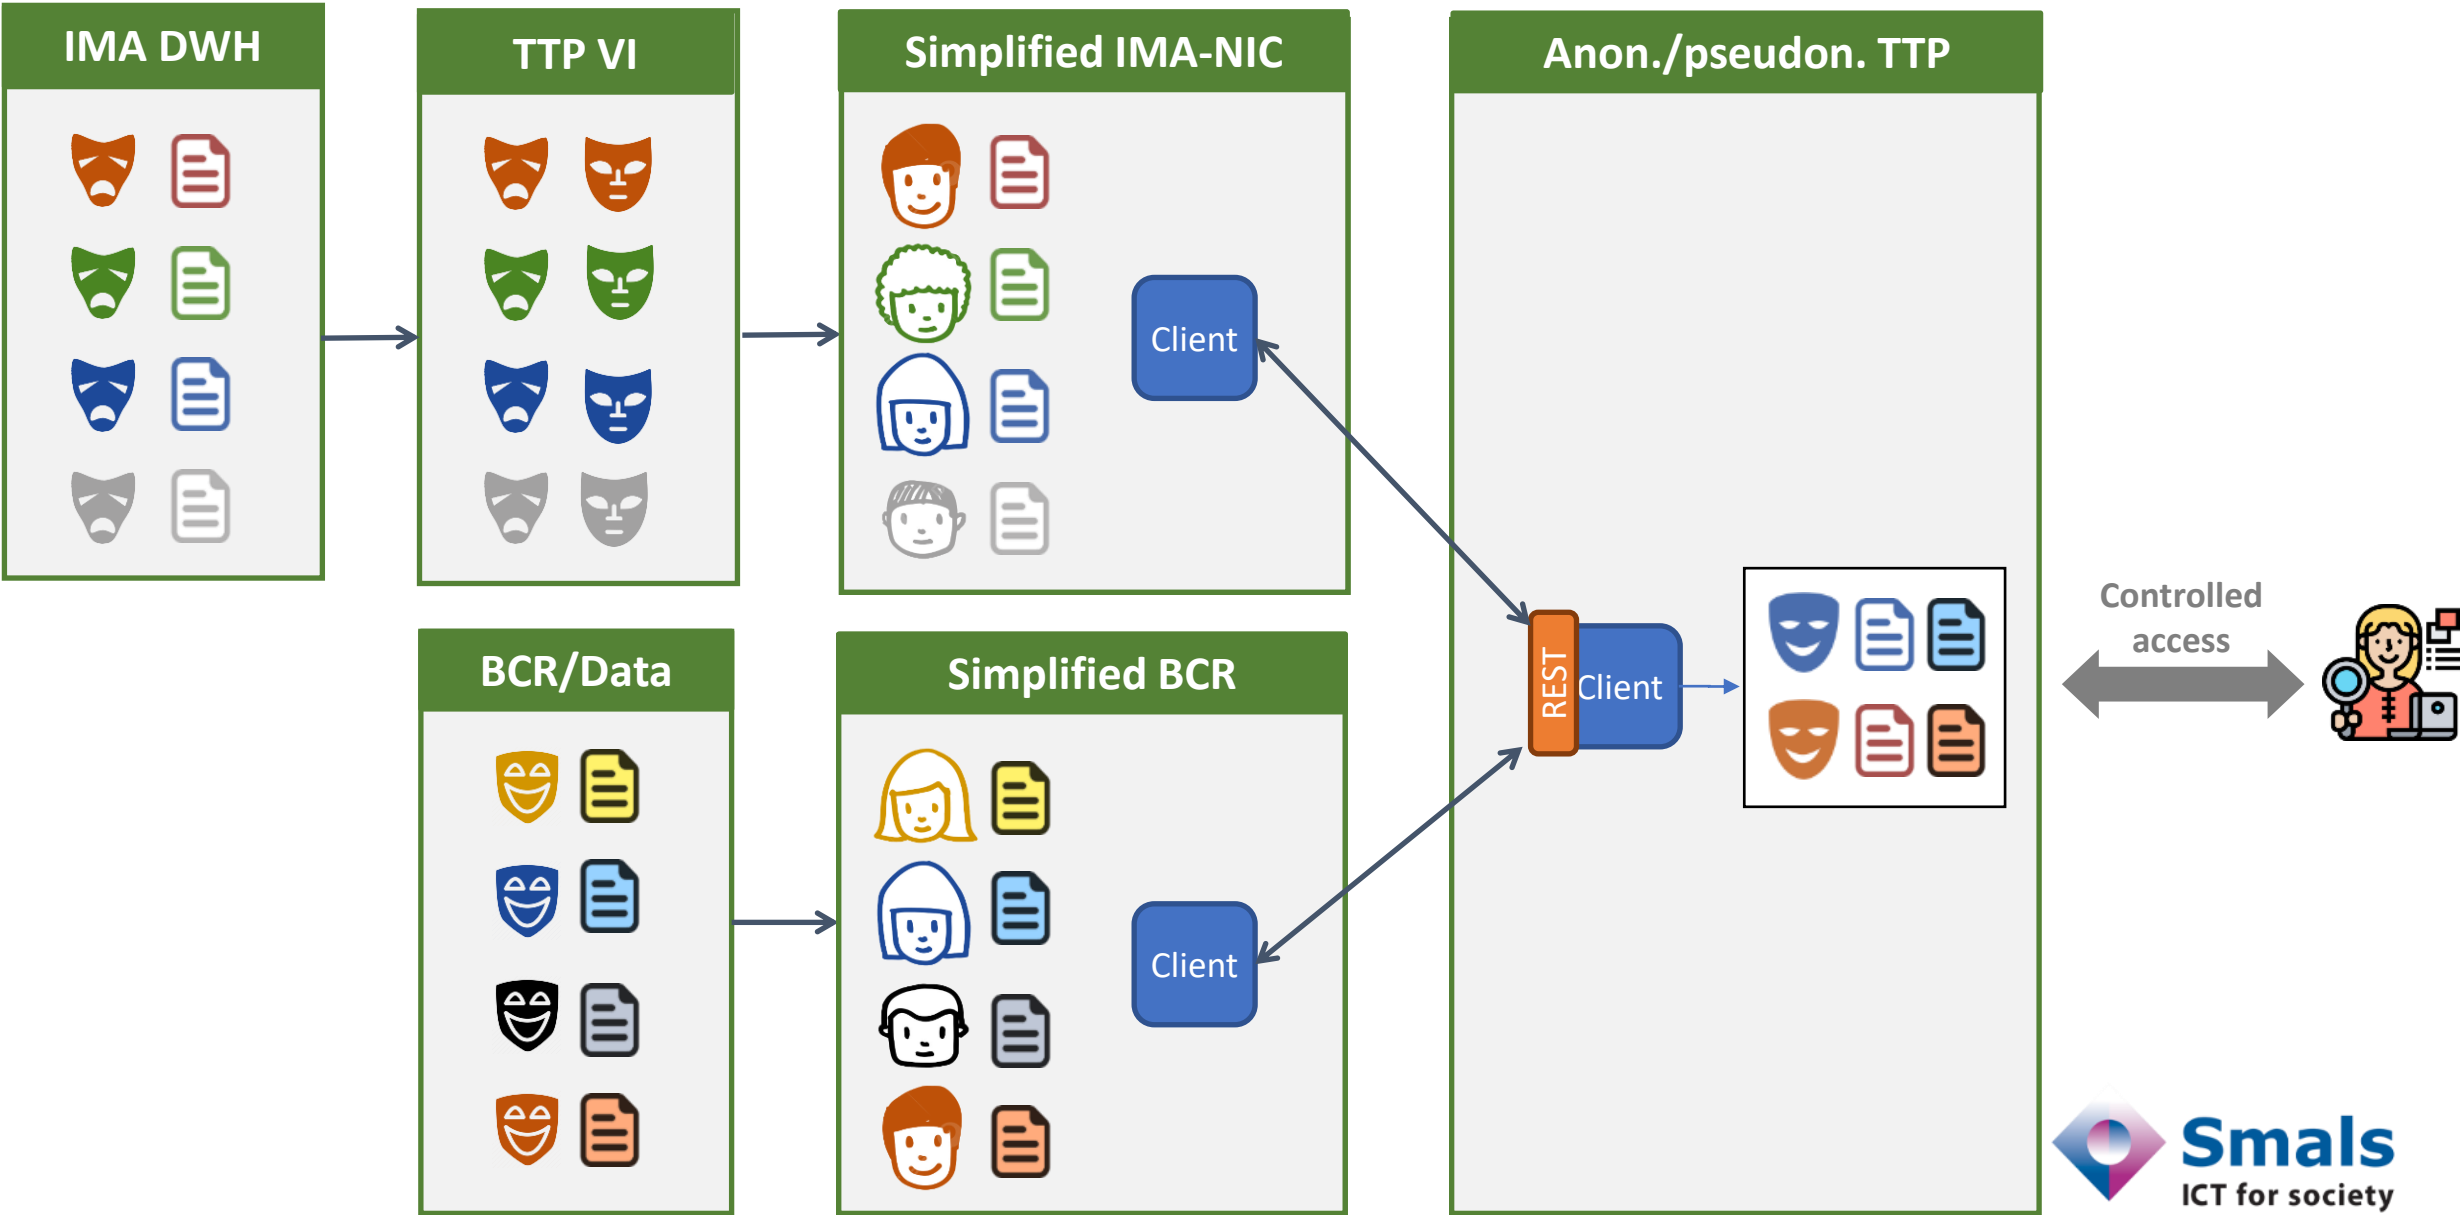 IMA DWH
TTP VI
Simplified IMA-NIC
Anon./pseudon. TTP
Client
Controlled
access
REST
Client
BCR/Data
Simplified BCR
Client
Smals
ICT for society